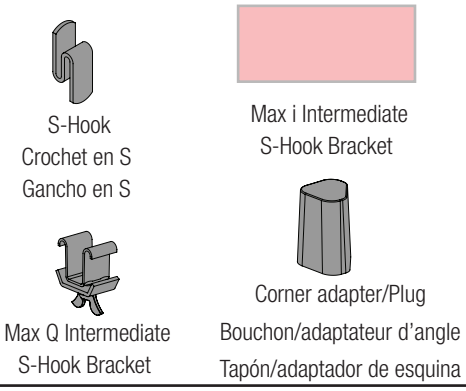 S-Hook
Crochet en S
Gancho en S
Max i Intermediate
S-Hook Bracket
Max Q Intermediate
S-Hook Bracket
Corner adapter/Plug
Bouchon/adaptateur d'angle
Tapón/adaptador de esquina